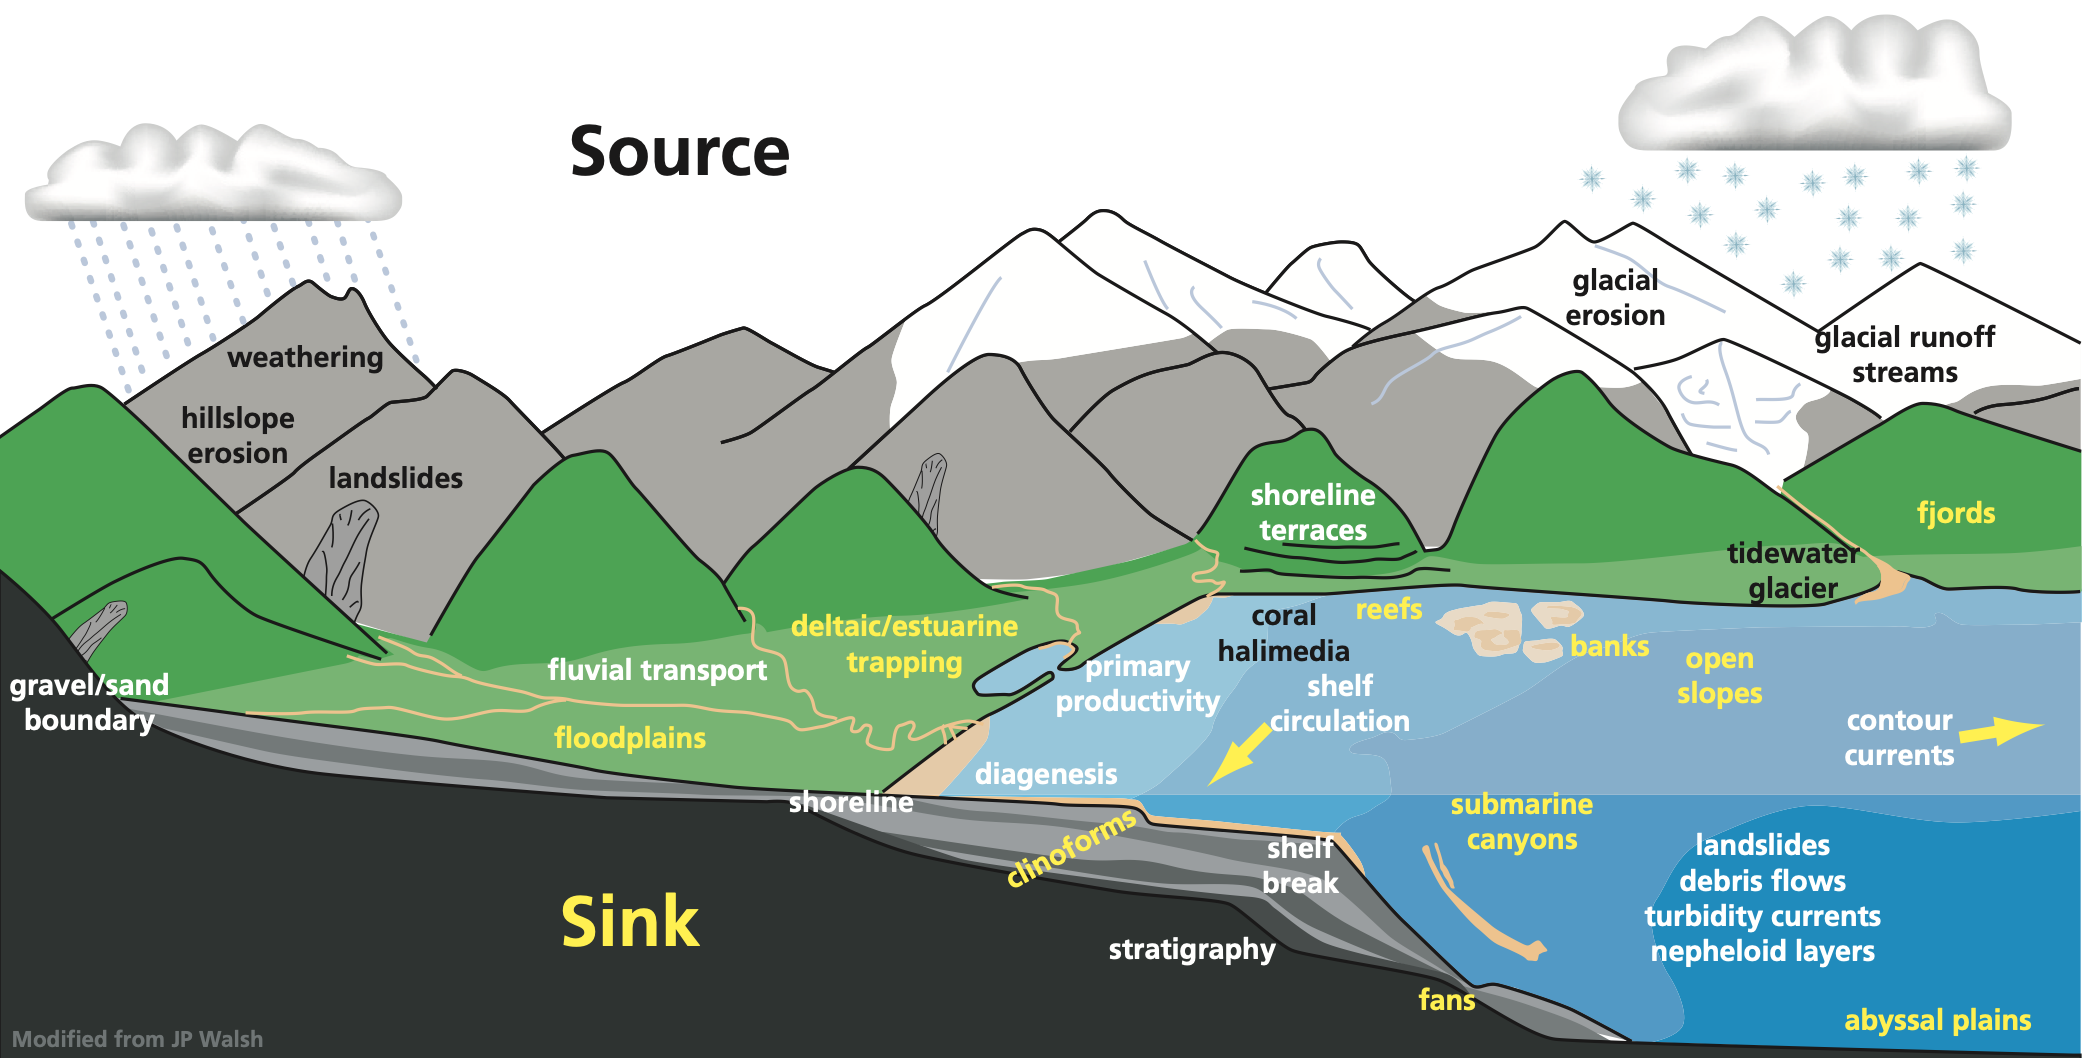 Source
weathering
hillslope
erosion
landslides
glacial
erosion
glacial runoff
streams
shoreline
terraces
fjords
tidewater
glacier
gravel/sand
boundary
fluvial transport
floodplains
deltaic/estuarine
trapping
primary
productivity
coral
halimedia
reefs
banks
shelf
circulation
open
slopes
contour
currents
diagenesis
shoreline
clinoforms
shelf
break
submarine
canyons
landslides
debris flows
turbidity currents
nepheloid layers
Sink
stratigraphy
fans
abyssal plains
Modified from JP Walsh